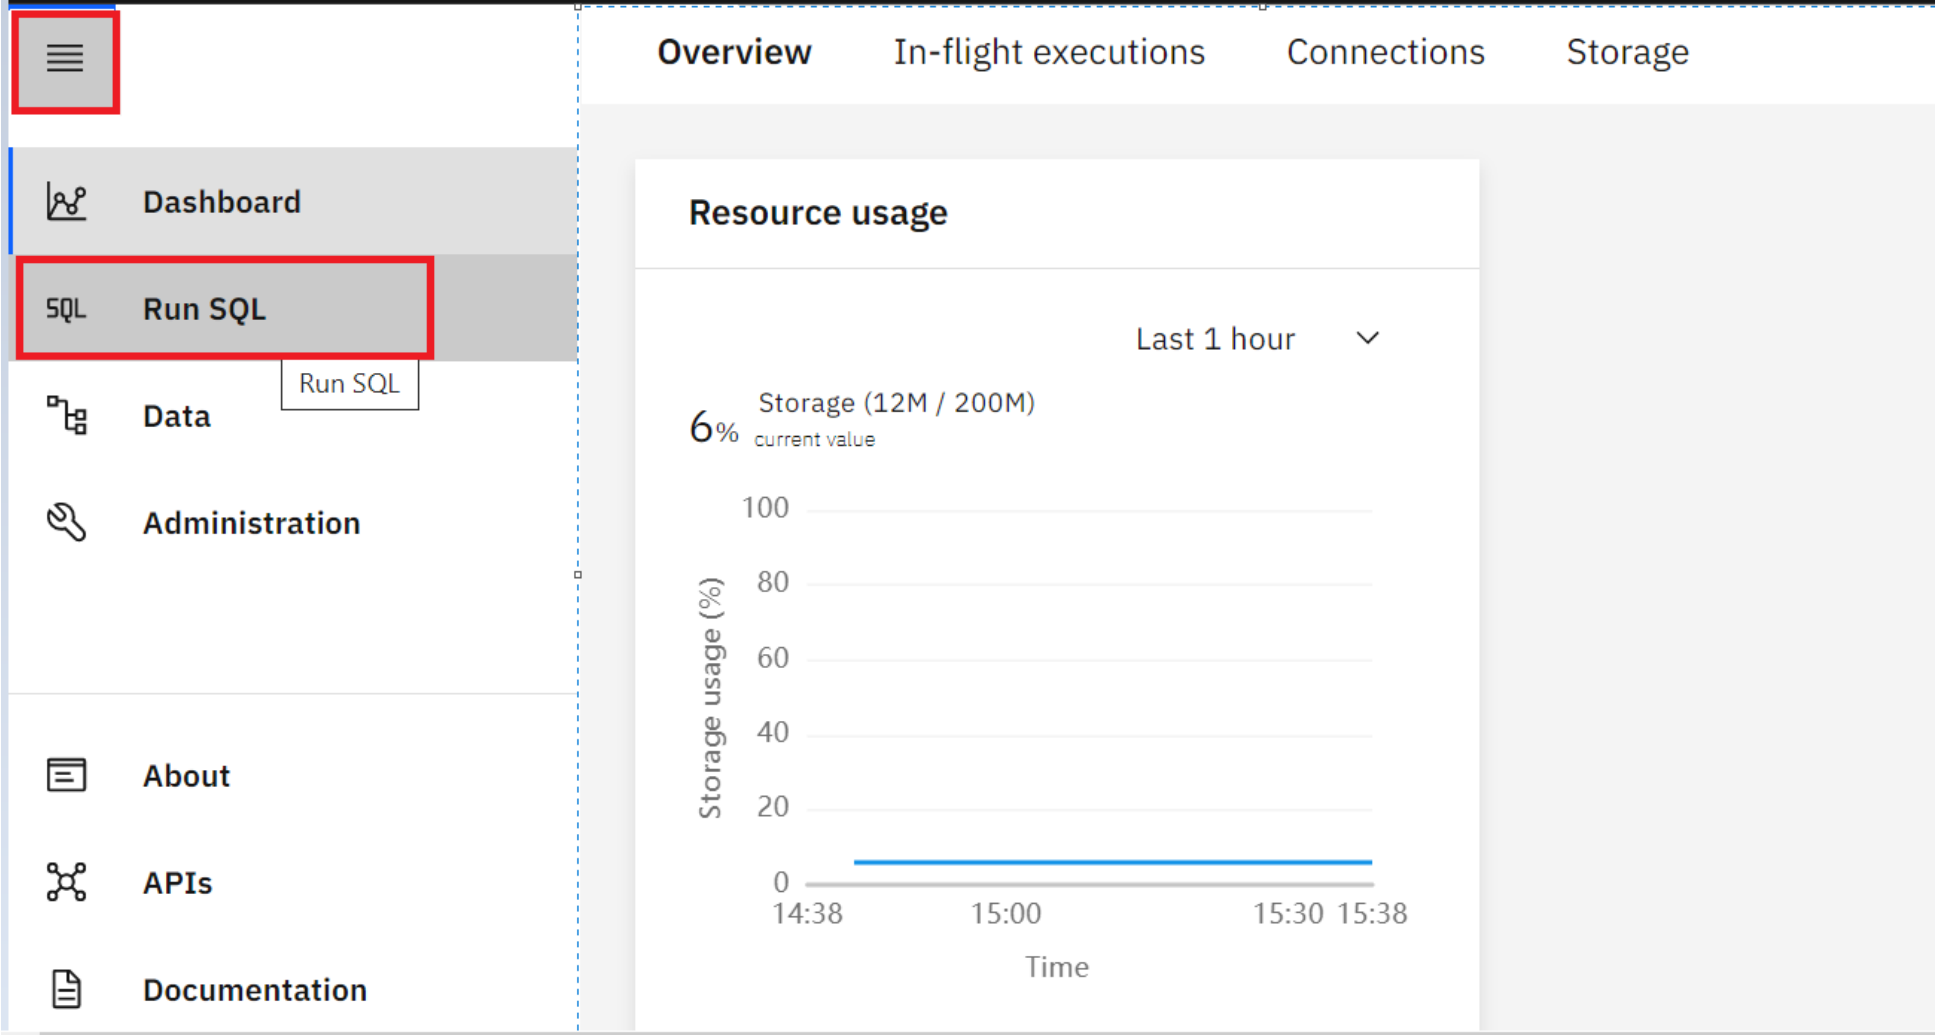 Overview In-flight executions Connections Storage
Dashboard
SQL Run SQL
Run SQL
Data
Administration
About
APIs
Documentation
Resource usage
Last 1 hour
6% Storage (12M / 200M)
current value
Storage usage (%)
100
80
60
40
20
0
14:38 15:00 15:30 15:38
Time